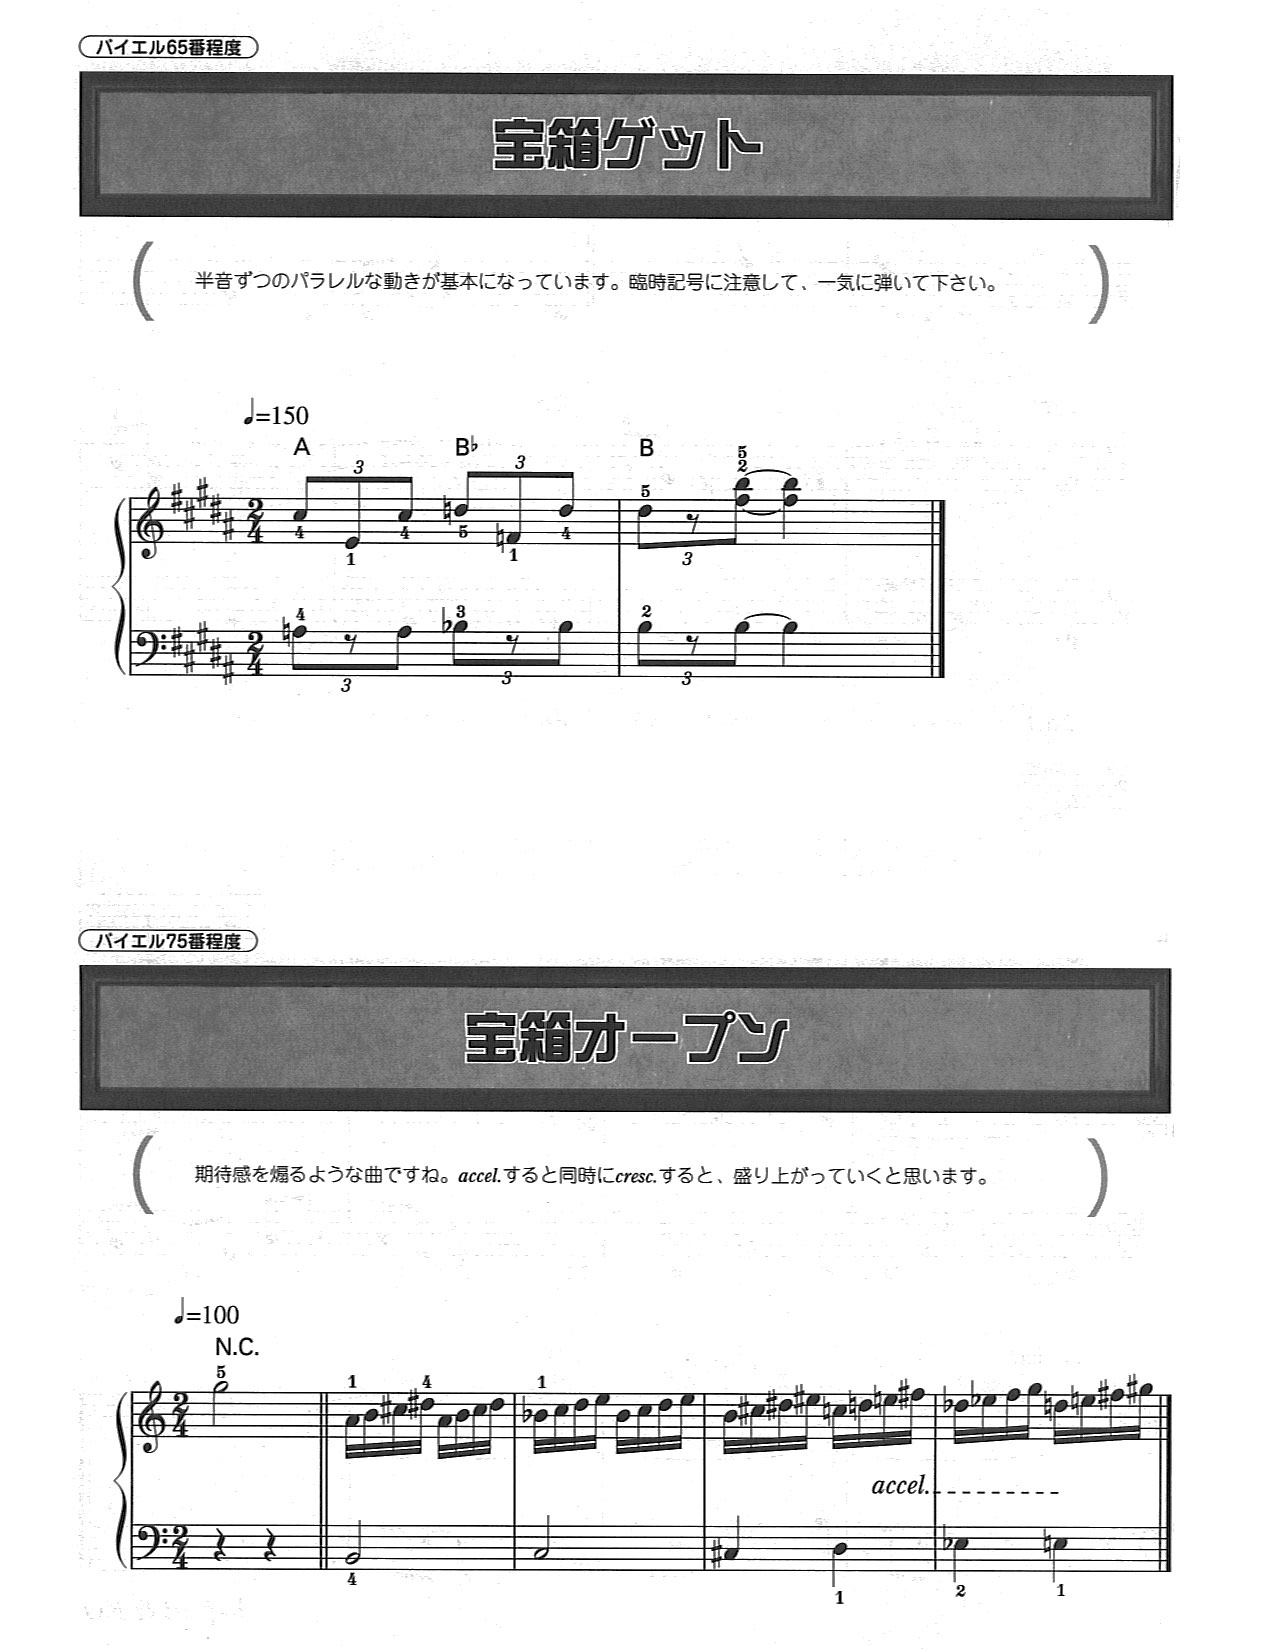 バイエル65番程度
宝箱ゲット
半音ずつのパラレルな動きが基本になっています。臨時記号に注意して、一気に弾いて下さい。
♩=150
A B♭ B 5
2
3 3 5
4 4 5 4
1 1 3
4 3 2
3 3 3
バイエル75番程度
宝箱オープン
期待感を煽るような曲ですね。accel.すると同時にcresc.すると、盛り上がっていくと思います。
♩=100
N.C.
5 1 4 1
accel.
4 1 2 1